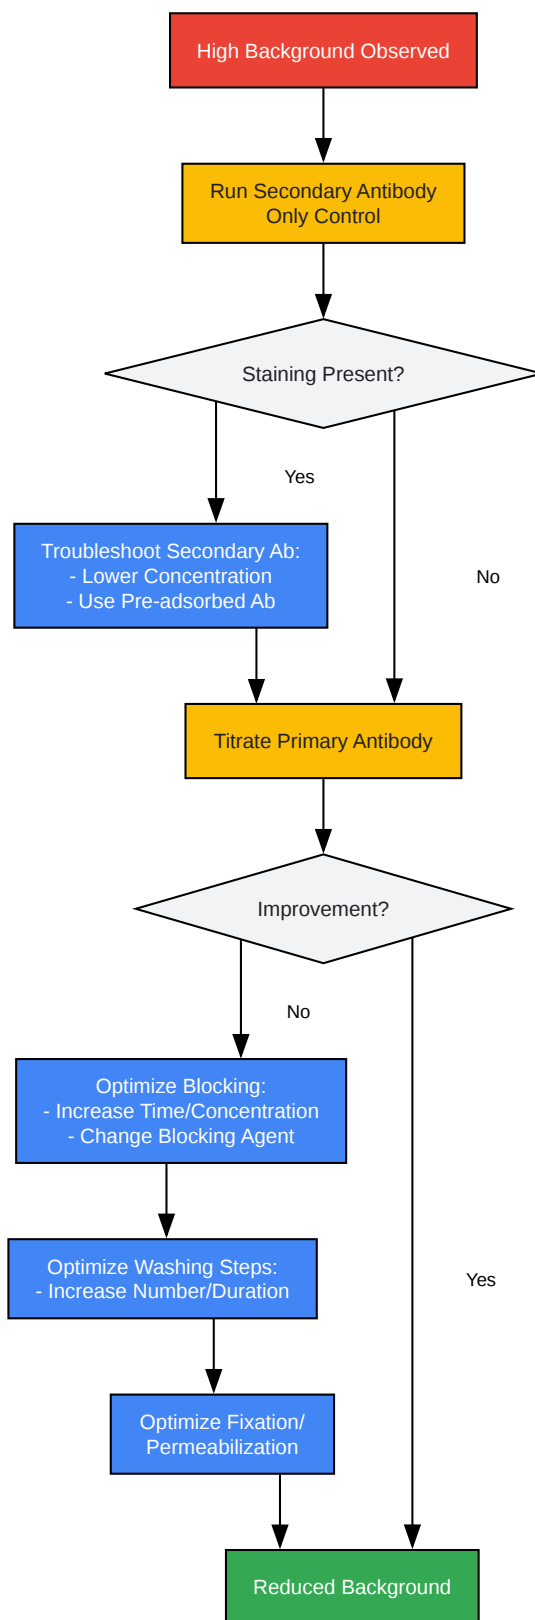 High Background Observed
Run Secondary Antibody
Only Control
Staining Present?
Yes
Troubleshoot Secondary Ab:
- Lower Concentration
- Use Pre-adsorbed Ab
No
Titrate Primary Antibody
Improvement?
No
Optimize Blocking:
- Increase Time/Concentration
- Change Blocking Agent
Optimize Washing Steps:
- Increase Number/Duration
Yes
Optimize Fixation/
Permeabilization
Reduced Background